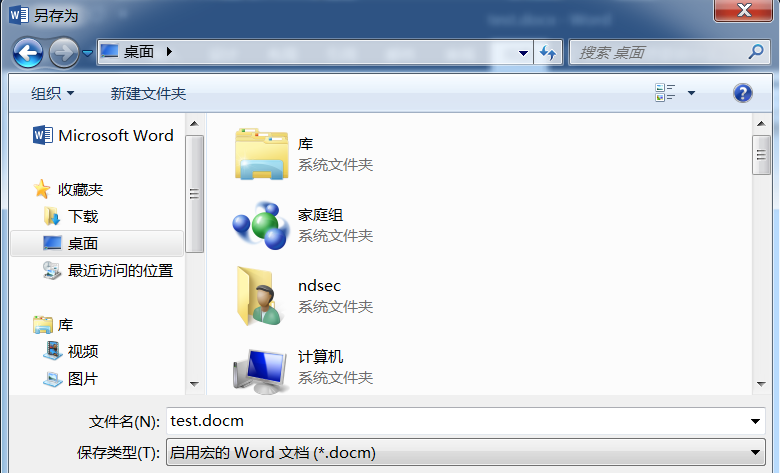 另存为
test.docx - Word
桌面
搜索 桌面
组织 新建文件夹
Microsoft Word
收藏夹
下载
桌面
最近访问的位置
库
视频
图片
库
系统文件夹
家庭组
系统文件夹
ndsec
系统文件夹
计算机
系统文件夹
文件名(N): test.docm
保存类型(T): 启用宏的 Word 文档 (*.docm)